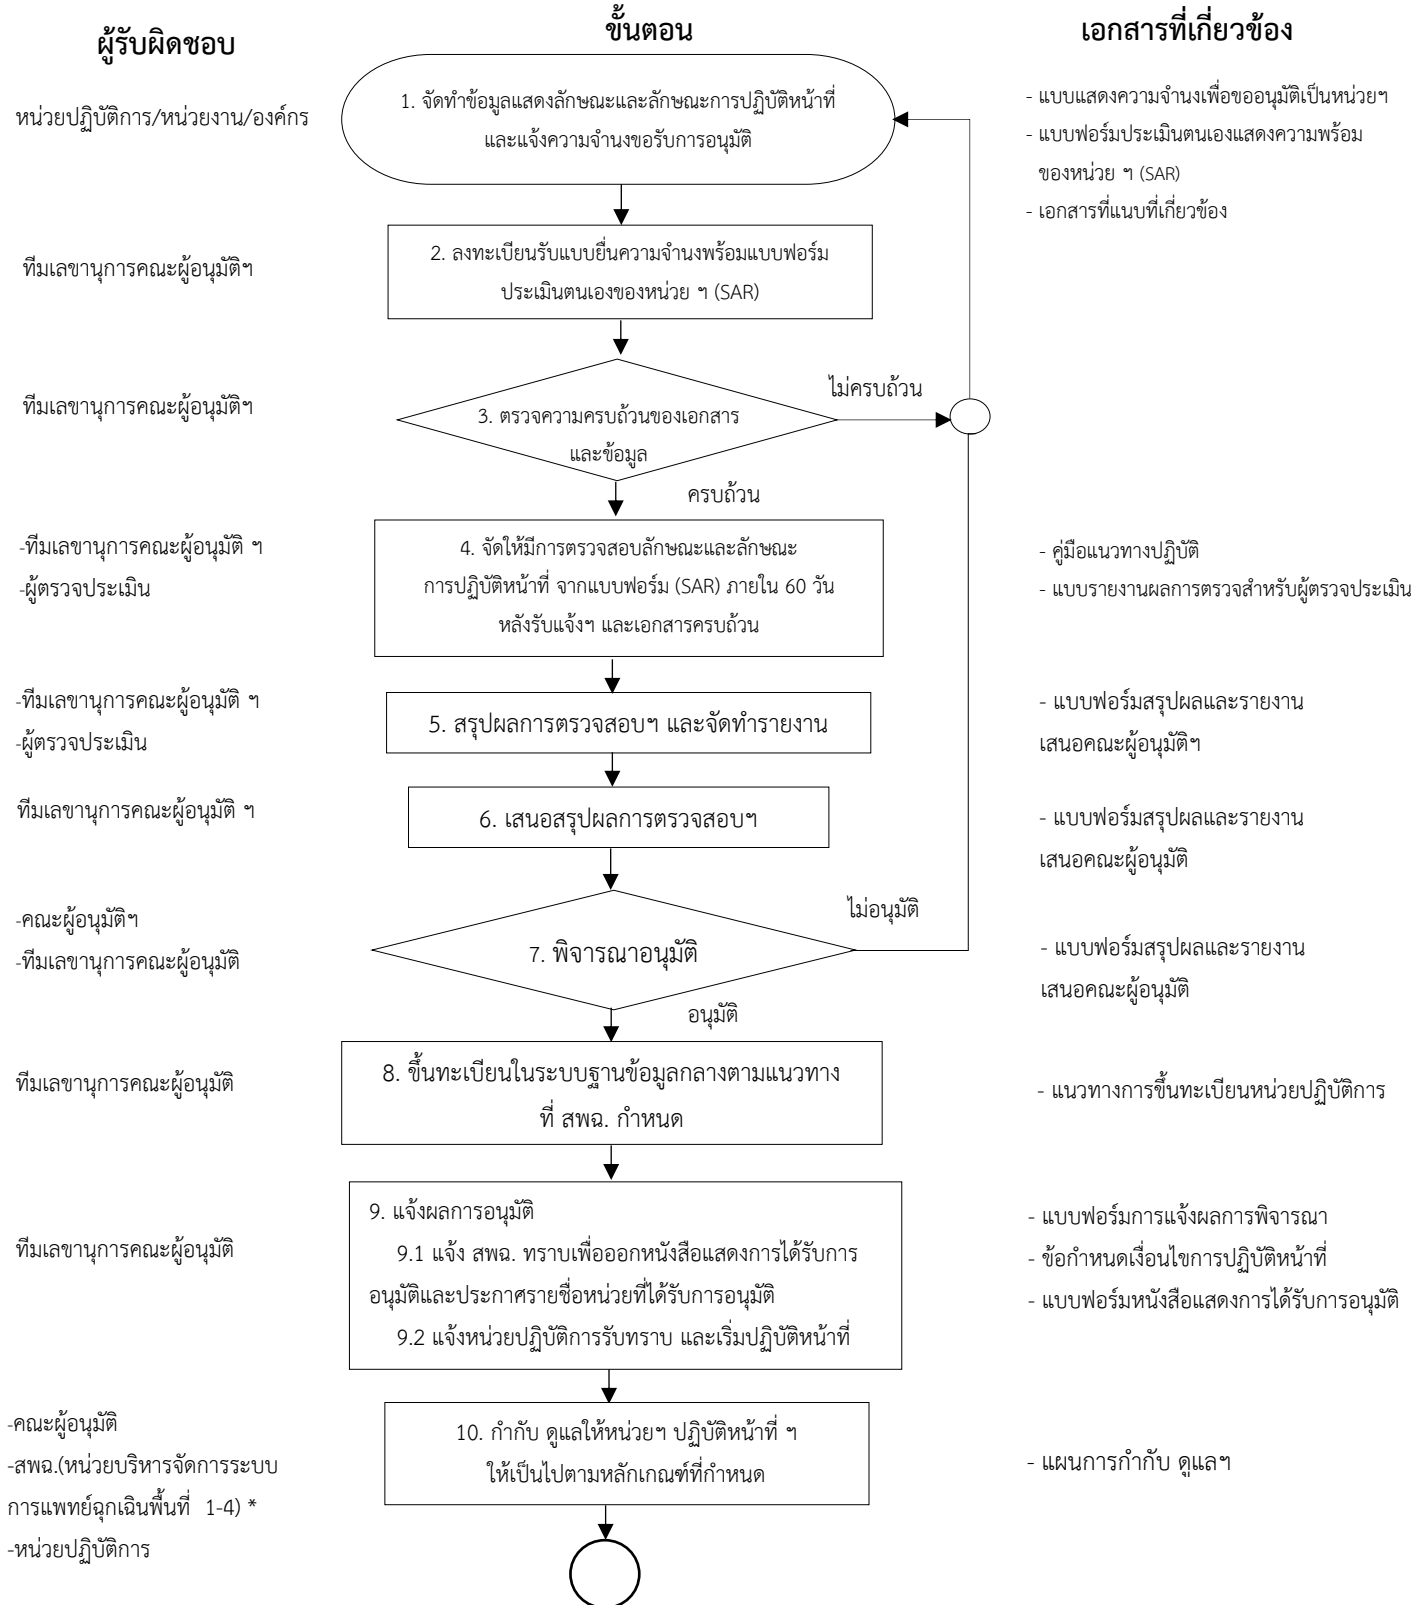 ผู้รับผิดชอบ
ขั้นตอน
เอกสารที่เกี่ยวข้อง
หน่วยปฏิบัติการ/หน่วยงาน/องค์กร
1. จัดทำข้อมูลแสดงลักษณะและลักษณะการปฏิบัติหน้าที่
และแจ้งความจำนงขอรับการอนุมัติ
- แบบแสดงความจำนงเพื่อขออนุมัติเป็นหน่วยฯ
- แบบฟอร์มประเมินตนเองแสดงความพร้อม
ของหน่วย ฯ (SAR)
- เอกสารที่แนบที่เกี่ยวข้อง
ทีมเลขานุการคณะผู้อนุมัติฯ
2. ลงทะเบียนรับแบบยื่นความจำนงพร้อมแบบฟอร์ม
ประเมินตนเองของหน่วย ฯ (SAR)
ทีมเลขานุการคณะผู้อนุมัติฯ
3. ตรวจความครบถ้วนของเอกสาร
และข้อมูล
ไม่ครบถ้วน
ครบถ้วน
-ทีมเลขานุการคณะผู้อนุมัติ ฯ
-ผู้ตรวจประเมิน
4. จัดให้มีการตรวจสอบลักษณะและลักษณะ
การปฏิบัติหน้าที่ จากแบบฟอร์ม (SAR) ภายใน 60 วัน
หลังรับแจ้งฯ และเอกสารครบถ้วน
- คู่มือแนวทางปฏิบัติ
- แบบรายงานผลการตรวจสำหรับผู้ตรวจประเมิน
-ทีมเลขานุการคณะผู้อนุมัติ ฯ
-ผู้ตรวจประเมิน
5. สรุปผลการตรวจสอบฯ และจัดทำรายงาน
- แบบฟอร์มสรุปผลและรายงาน
เสนอคณะผู้อนุมัติฯ
ทีมเลขานุการคณะผู้อนุมัติ ฯ
6. เสนอสรุปผลการตรวจสอบฯ
- แบบฟอร์มสรุปผลและรายงาน
เสนอคณะผู้อนุมัติ
-คณะผู้อนุมัติฯ
-ทีมเลขานุการคณะผู้อนุมัติ
7. พิจารณาอนุมัติ
ไม่อนุมัติ
อนุมัติ
- แบบฟอร์มสรุปผลและรายงาน
เสนอคณะผู้อนุมัติ
ทีมเลขานุการคณะผู้อนุมัติ
8. ขึ้นทะเบียนในระบบฐานข้อมูลกลางตามแนวทาง
ที่ สพฉ. กำหนด
- แนวทางการขึ้นทะเบียนหน่วยปฏิบัติการ
ทีมเลขานุการคณะผู้อนุมัติ
9. แจ้งผลการอนุมัติ
9.1 แจ้ง สพฉ. ทราบเพื่อออกหนังสือแสดงการได้รับการ
อนุมัติและประกาศรายชื่อหน่วยที่ได้รับการอนุมัติ
9.2 แจ้งหน่วยปฏิบัติการรับทราบ และเริ่มปฏิบัติหน้าที่
- แบบฟอร์มการแจ้งผลการพิจารณา
- ข้อกำหนดเงื่อนไขการปฏิบัติหน้าที่
- แบบฟอร์มหนังสือแสดงการได้รับการอนุมัติ
-คณะผู้อนุมัติ
-สพฉ.(หน่วยบริหารจัดการระบบ
การแพทย์ฉุกเฉินพื้นที่ 1-4) *
-หน่วยปฏิบัติการ
10. กำกับ ดูแลให้หน่วยฯ ปฏิบัติหน้าที่ ฯ
ให้เป็นไปตามหลักเกณฑ์ที่กำหนด
- แผนการกำกับ ดูแลฯ